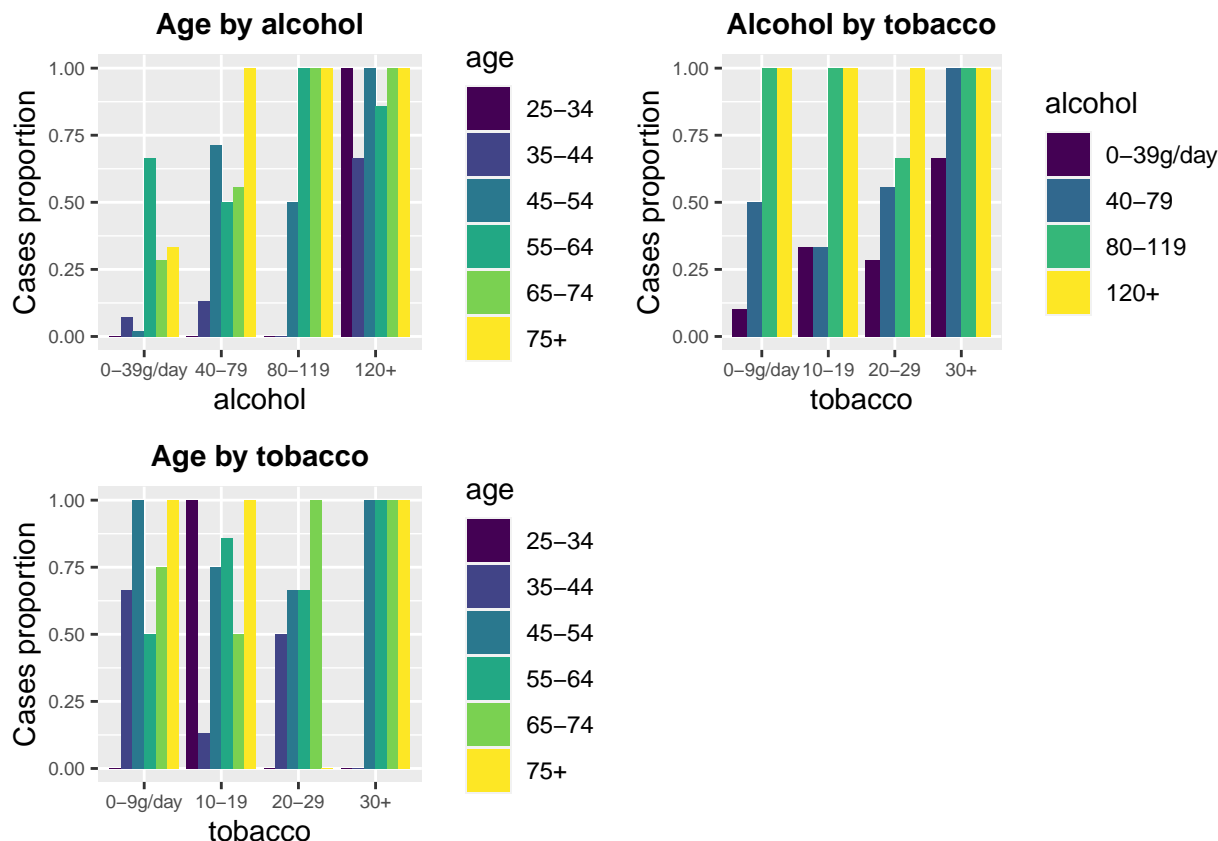 Age by alcohol
Cases proportion
1.00
0.75
0.50
0.25
0.00
0−39g/day 40−79 80−119 120+
alcohol
age
25−34
35−44
45−54
55−64
65−74
75+
Alcohol by tobacco
Cases proportion
1.00
0.75
0.50
0.25
0.00
0−9g/day 10−19 20−29 30+
tobacco
alcohol
0−39g/day
40−79
80−119
120+
Age by tobacco
Cases proportion
1.00
0.75
0.50
0.25
0.00
0−9g/day 10−19 20−29 30+
tobacco
age
25−34
35−44
45−54
55−64
65−74
75+